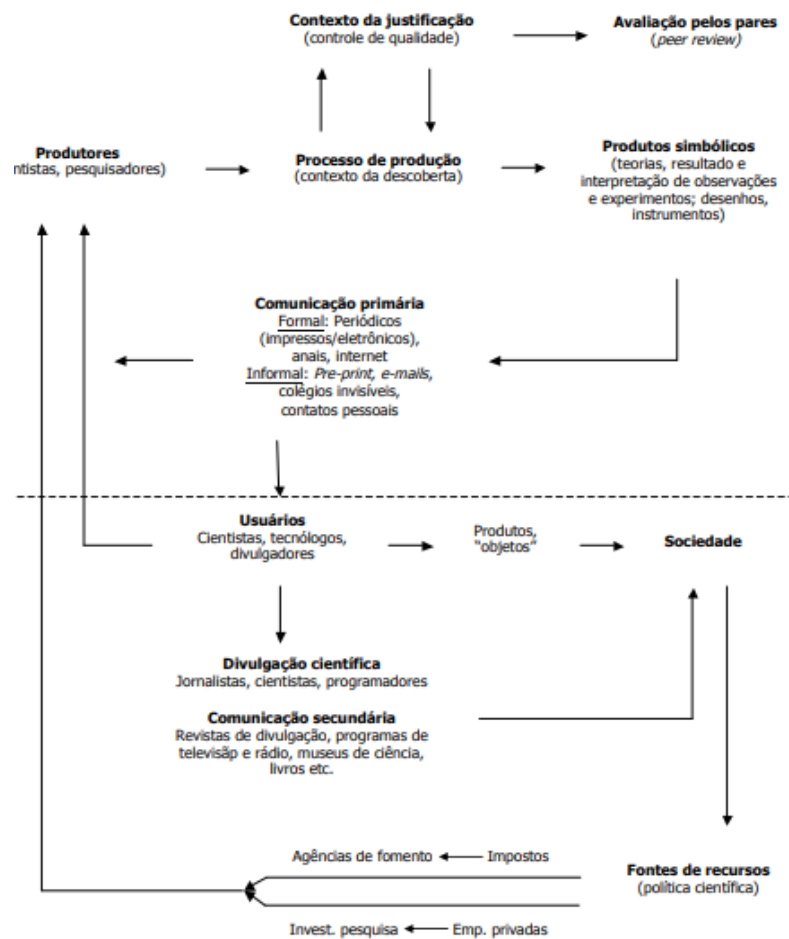 Contexto da justificação
(controle de qualidade)
Avaliação pelos pares
(peer review)
Produtores
ntistas, pesquisadores)
Processo de produção
(contexto da descoberta)
Produtos simbólicos
(teorias, resultado e
interpretação de observações
e experimentos; desenhos,
instrumentos)
Comunicação primária
Formal: Periódicos
(impressos/eletrônicos),
anais, internet
Informal: Pre-print, e-mails,
colégios invisíveis,
contatos pessoais
Usuários
Cientistas, tecnólogos,
divulgadores
Produtos,
“objetos”
Sociedade
Divulgação científica
Jornalistas, cientistas, programadores
Comunicação secundária
Revistas de divulgação, programas de
televisãp e rádio, museus de ciência,
livros etc.
Agências de fomento
Impostos
Fontes de recursos
(política científica)
Invest. pesquisa
Emp. privadas